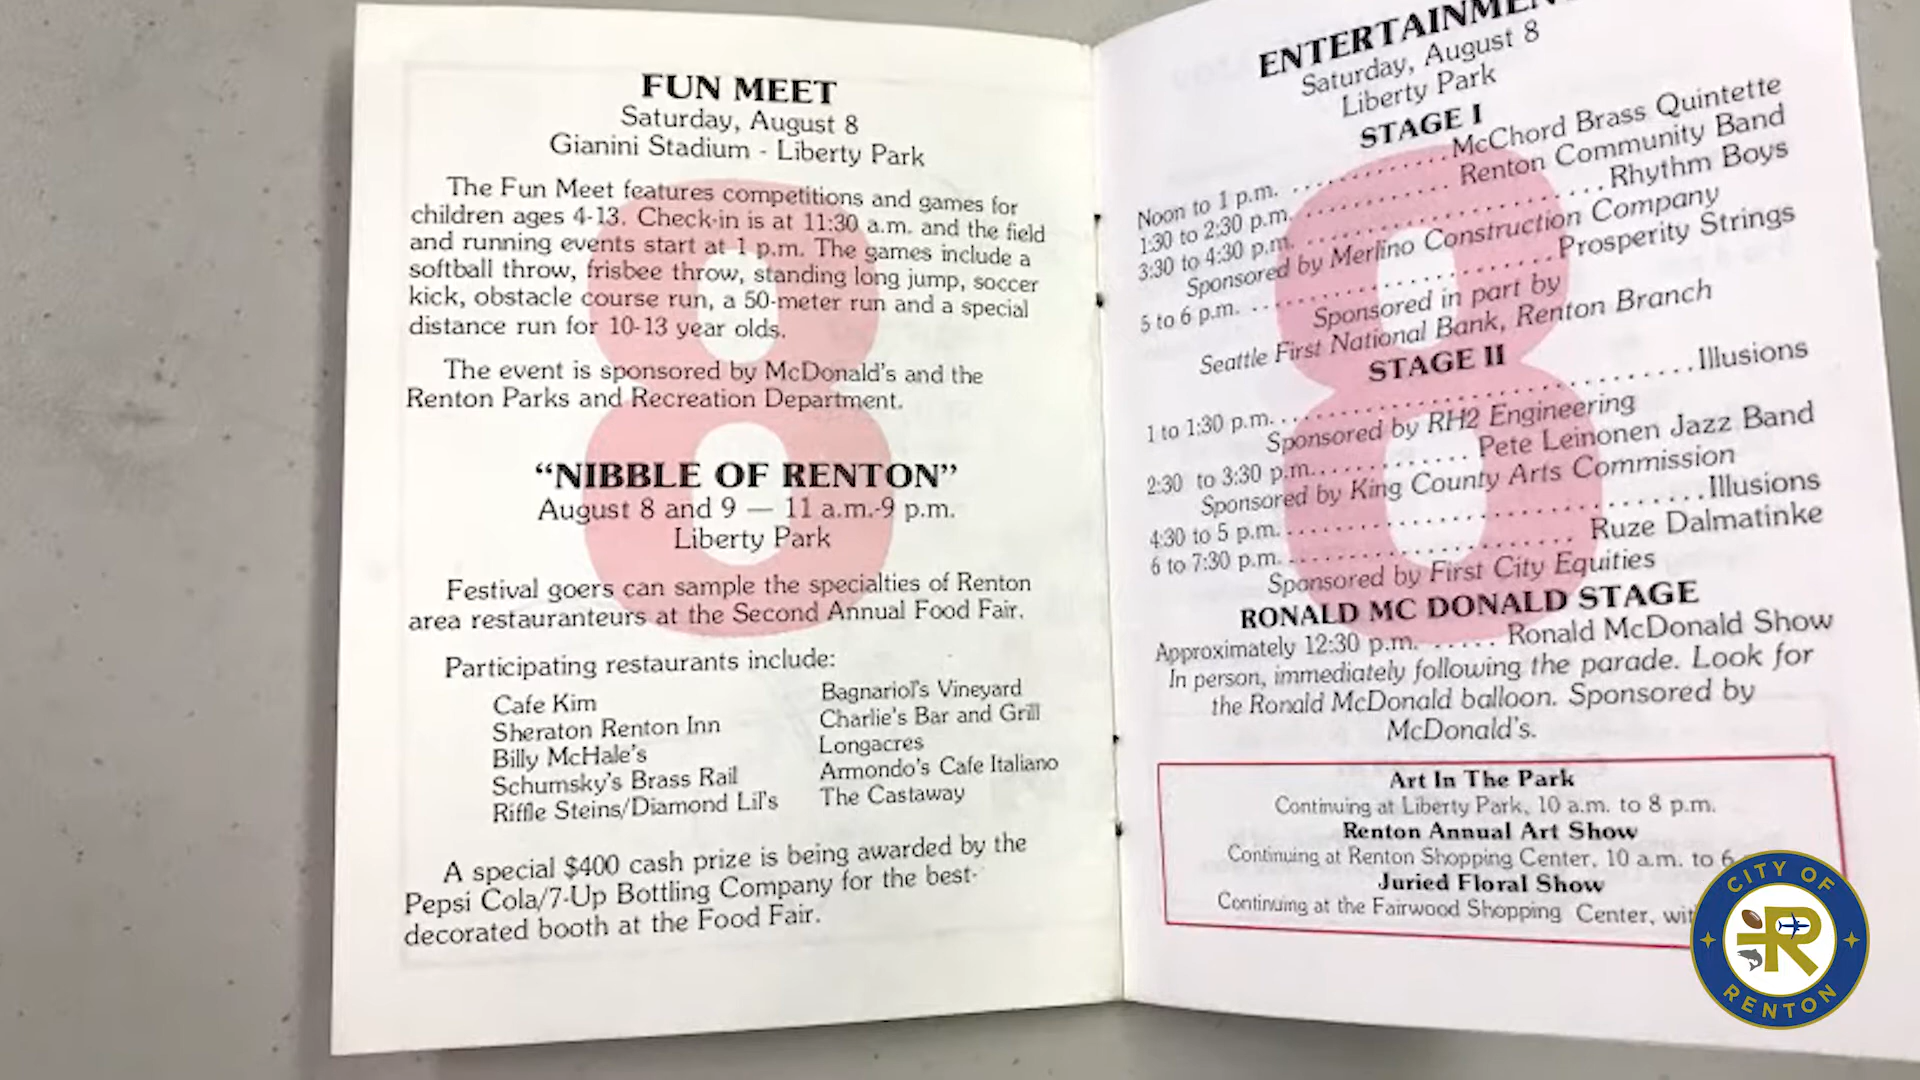 FUN MEET
Saturday, August 8
Gianini Stadium - Liberty Park
The Fun Meet features competitions and games for
children ages 4-13. Check-in is at 11:30 a.m. and the field
and running events start at 1 p.m. The games include a
softball throw, frisbee throw, standing long jump, soccer
kick, obstacle course run, a 50-meter run and a special
distance run for 10-13 year olds.
The event is sponsored by McDonald's and the
Renton Parks and Recreation Department.
"NIBBLE OF RENTON"
August 8 and 9 — 11 a.m.-9 p.m.
Liberty Park
Festival goers can sample the specialties of Renton
area restauranteurs at the Second Annual Food Fair.
Participating restaurants include:
Cafe Kim
Sheraton Renton Inn
Billy McHale's
Schumsky's Brass Rail
Riffle Steins/Diamond Lil's
Bagnariol's Vineyard
Charlie's Bar and Grill
Longacres
Armondo's Cafe Italiano
The Castaway
A special $400 cash prize is being awarded by the
Pepsi Cola/7-Up Bottling Company for the best-
decorated booth at the Food Fair.
8
ENTERTAINMEN
Saturday, August 8
Liberty Park
STAGE I
Noon to 1 p.m. .............. McChord Brass Quintette
1:30 to 2:30 p.m. ............. Renton Community Band
3:30 to 4:30 p.m. ........................ Rhythm Boys
Sponsored by Merlino Construction Company
5 to 6 p.m. ........................ Prosperity Strings
Sponsored in part by
Seattle First National Bank, Renton Branch
STAGE II
1 to 1:30 p.m. ................................ Illusions
Sponsored by RH2 Engineering
2:30 to 3:30 p.m. ............ Pete Leinonen Jazz Band
Sponsored by King County Arts Commission
4:30 to 5 p.m. ................................ Illusions
6 to 7:30 p.m. ...................... Ruze Dalmatinke
Sponsored by First City Equities
RONALD MC DONALD STAGE
Approximately 12:30 p.m. ..... Ronald McDonald Show
In person, immediately following the parade. Look for
the Ronald McDonald balloon. Sponsored by
McDonald's.
8
Art In The Park
Continuing at Liberty Park, 10 a.m. to 8 p.m.
Renton Annual Art Show
Continuing at Renton Shopping Center, 10 a.m. to 6
Juried Floral Show
Continuing at the Fairwood Shopping Center, wit
CITY OF
R
RENTON